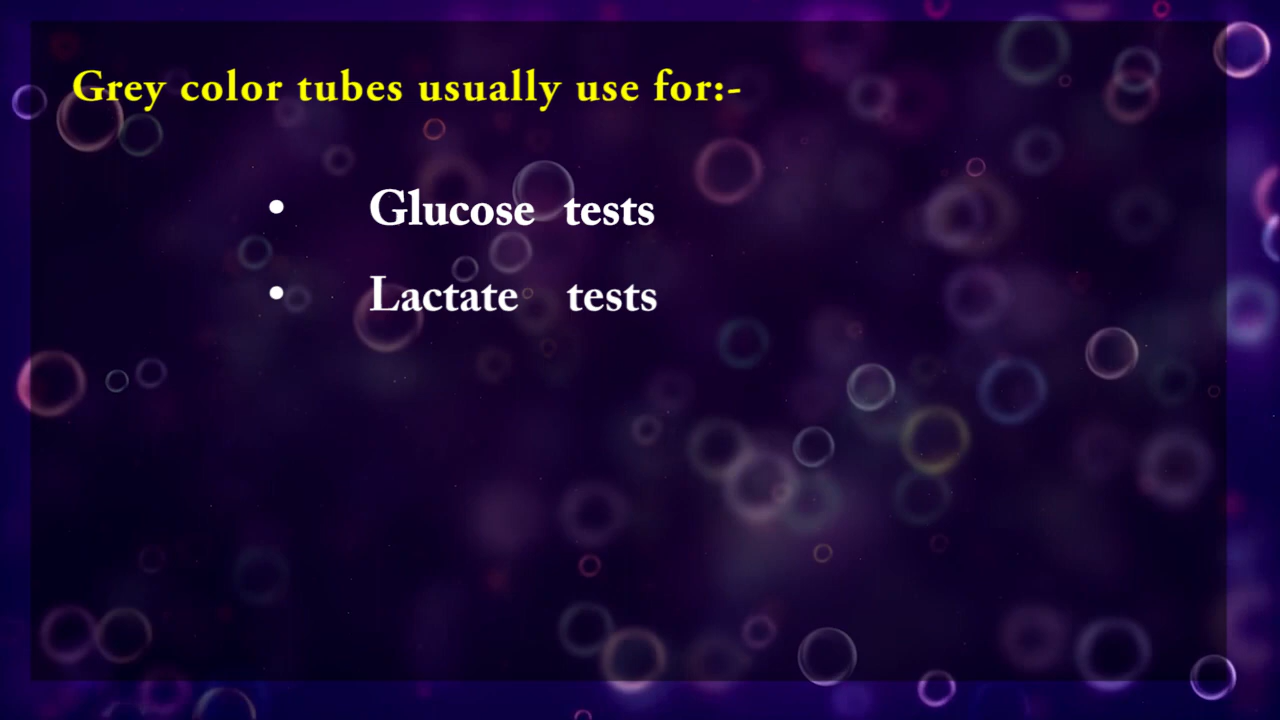 Grey color tubes usually use for:-
• Glucose tests
• Lactate tests